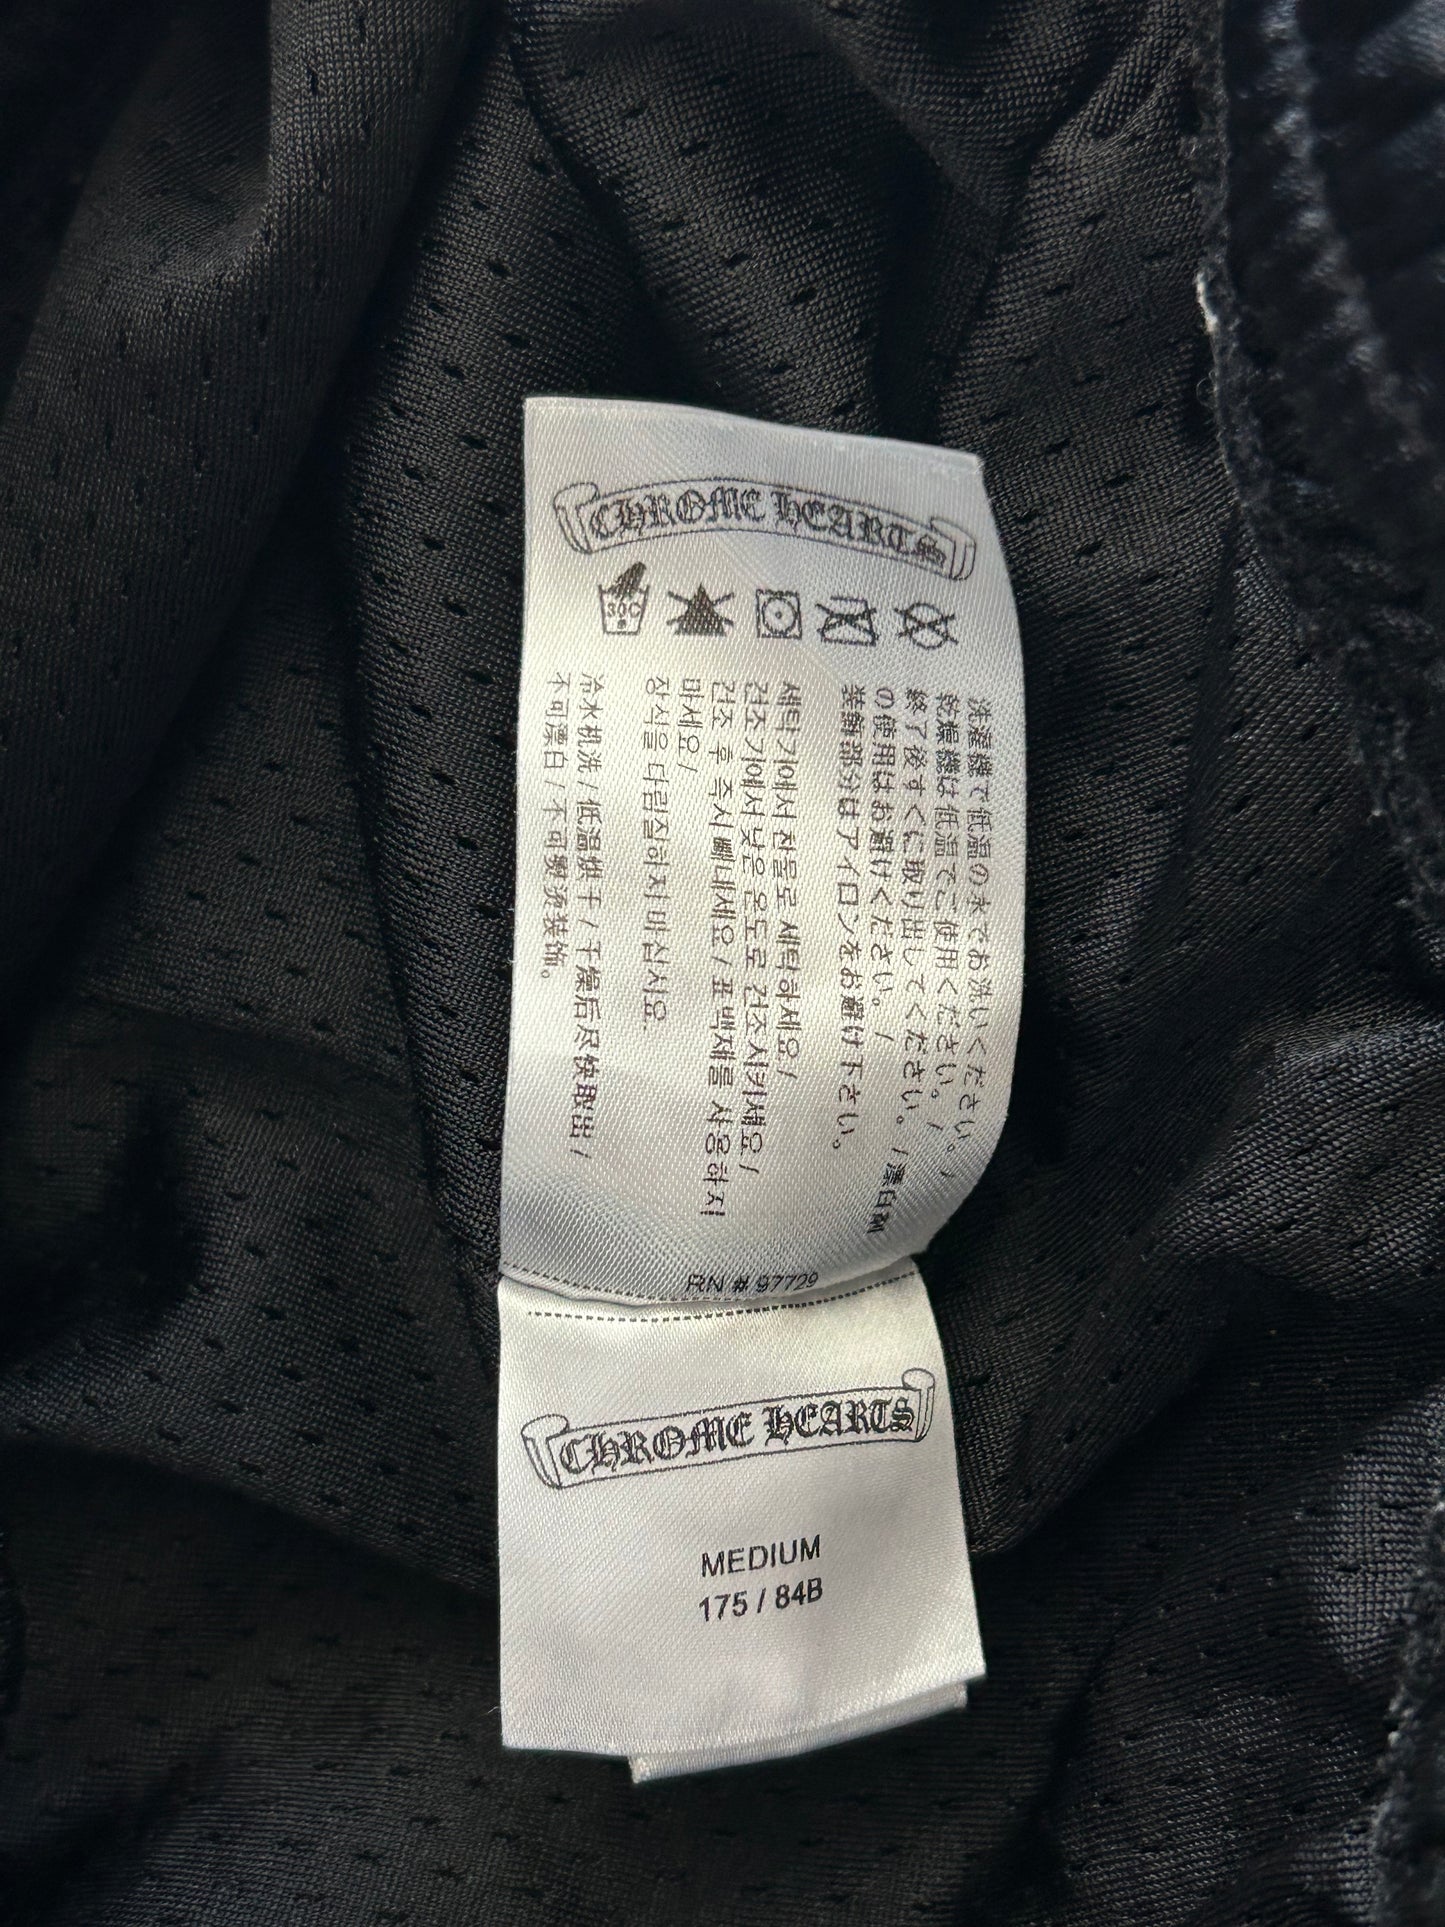 CHROME HEARTS
30C
洗濯機で低温の水でお洗いください。/
乾燥機は低温でご使用ください。/
終了後すぐに取り出してください。/漂白剤
の使用はお避けください。/
装飾部分はアイロンをお避け下さい。
세탁기에서 찬물로 세탁하세요/
건조기에서 낮은 온도로 건조시키세요/
건조 후 즉시 빼내세요/표백제를 사용하지
마세요/
장식을 다림질하지 마십시오.
冷水机洗/低温烘干/干燥后尽快取出/
不可漂白/不可熨烫装饰。
RN # 97729
CHROME HEARTS
MEDIUM
175 / 84B